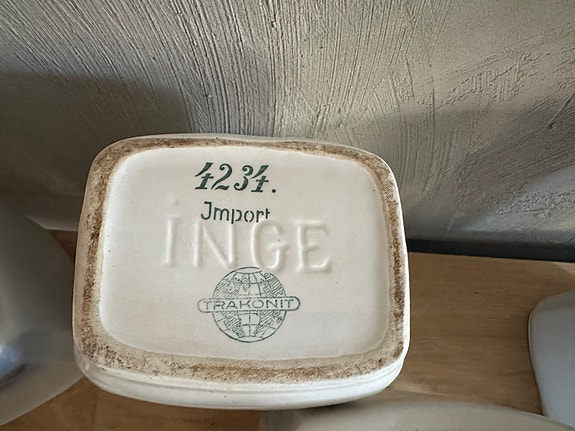 4234.
Jmport
iNGE
TRAKONIT